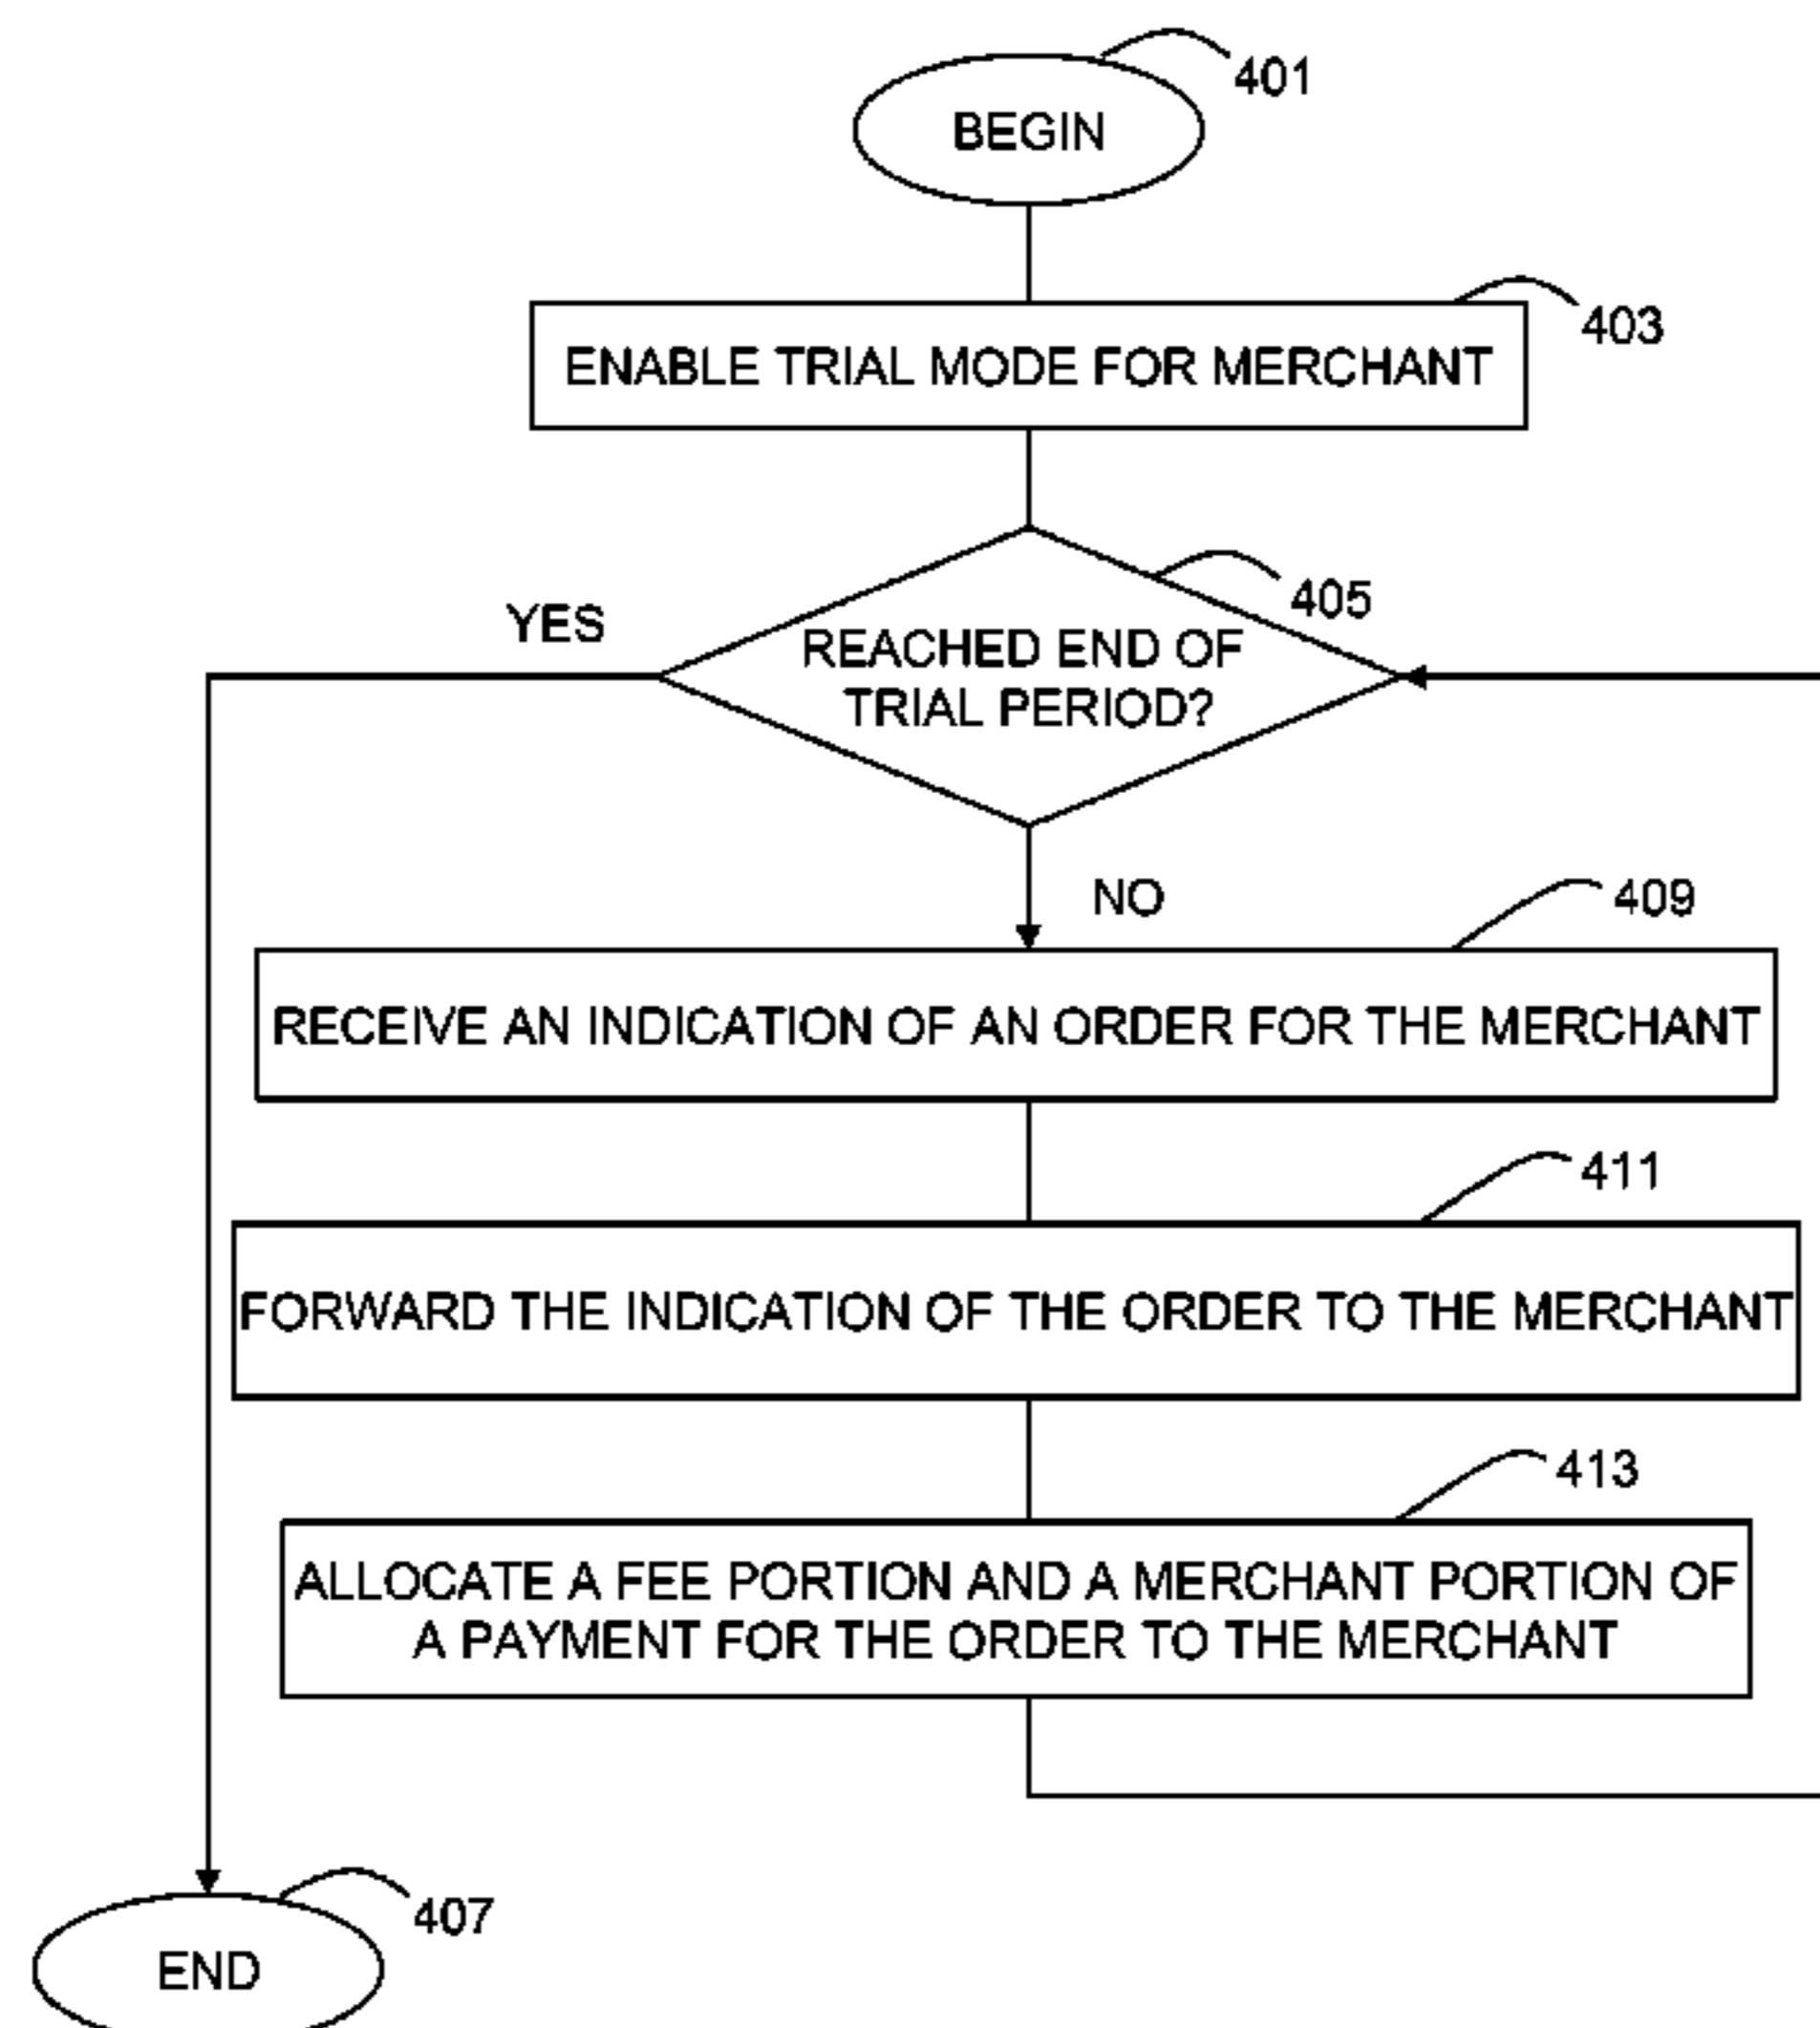 401
BEGIN
403
ENABLE TRIAL MODE FOR MERCHANT
405
YES
REACHED END OF
TRIAL PERIOD?
NO
409
RECEIVE AN INDICATION OF AN ORDER FOR THE MERCHANT
411
FORWARD THE INDICATION OF THE ORDER TO THE MERCHANT
413
ALLOCATE A FEE PORTION AND A MERCHANT PORTION OF
A PAYMENT FOR THE ORDER TO THE MERCHANT
407
END